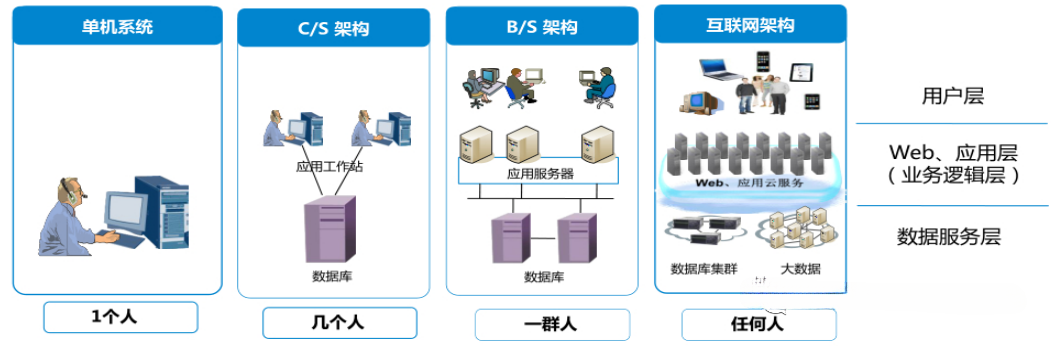 单机系统
C/S 架构
B/S 架构
互联网架构
应用工作站
数据库
应用服务器
数据库
Web、应用云服务
数据库集群
大数据
用户层
Web、应用层
（业务逻辑层）
数据服务层
1个人
几个人
一群人
任何人